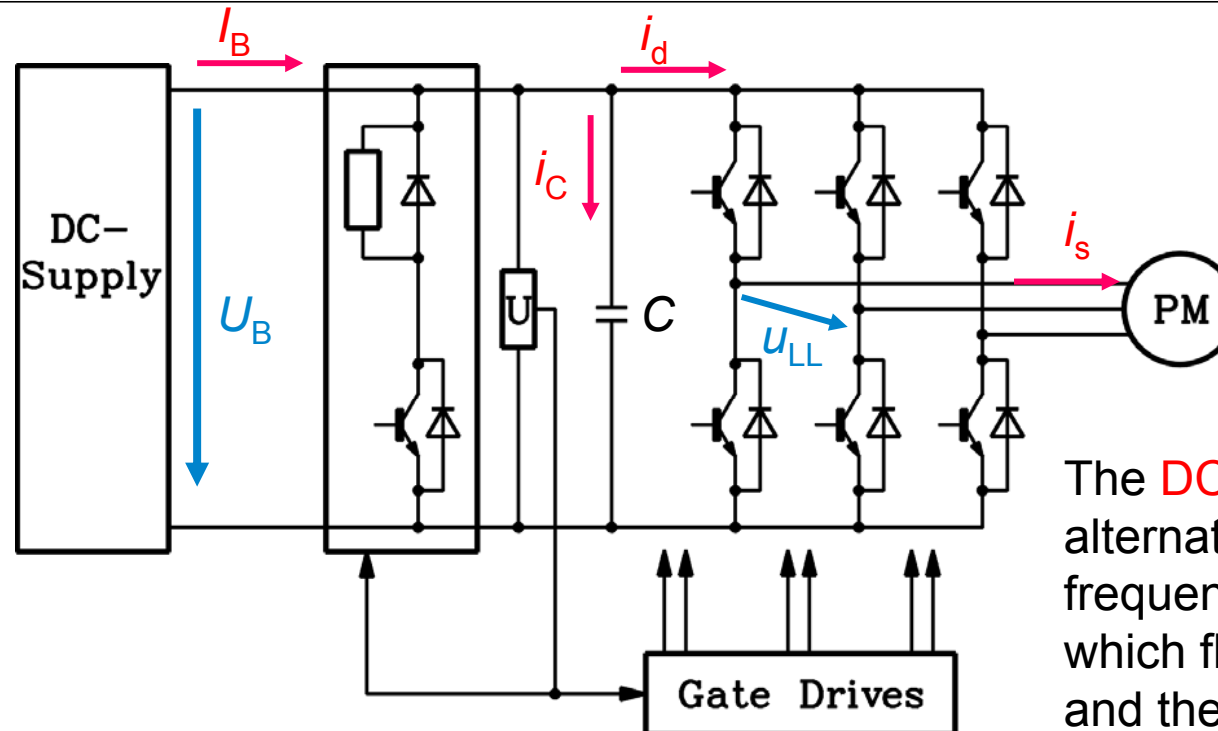 I_B
i_d
i_C
DC-
Supply
i_s
U_B
U
C
u_LL
PM
The DC
alternat
frequen
which fl
and the
Gate Drives